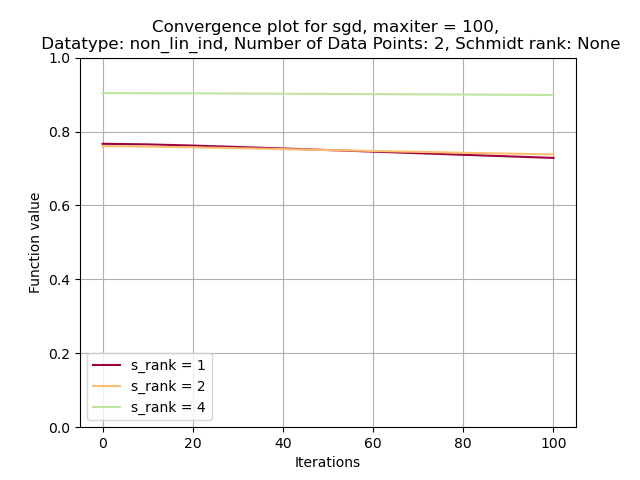 Convergence plot for sgd, maxiter = 100,
Datatype: non_lin_ind, Number of Data Points: 2, Schmidt rank: None
1.0
0.8
0.6
0.4
0.2
0.0
Function value
s_rank = 1
s_rank = 2
s_rank = 4
0 20 40 60 80 100
Iterations